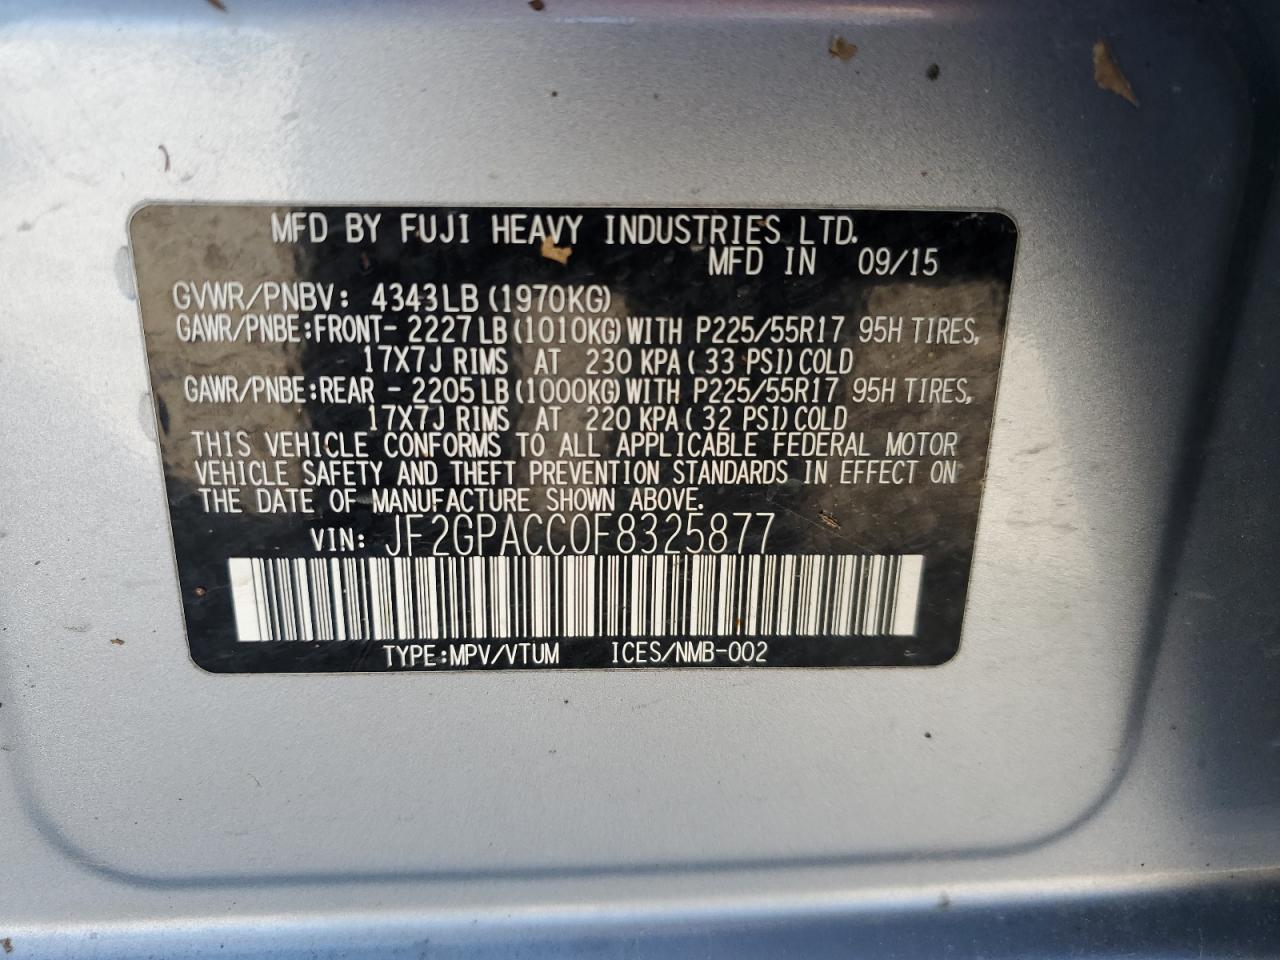 MFD BY FUJI HEAVY INDUSTRIES LTD.
MFD IN 09/15
GVWR/PNBV: 4343LB (1970KG)
GAWR/PNBE:FRONT- 2227LB(1010KG)WITH P225/55R17 95H TIRES,
17X7J RIMS AT 230 KPA( 33 PSI)COLD
GAWR/PNBE:REAR - 2205LB(1000KG)WITH P225/55R17 95H TIRES,
17X7J RIMS AT 220 KPA( 32 PSI)COLD
THIS VEHICLE CONFORMS TO ALL APPLICABLE FEDERAL MOTOR
VEHICLE SAFETY AND THEFT PREVENTION STANDARDS IN EFFECT ON
THE DATE OF MANUFACTURE SHOWN ABOVE.
VIN: JF2GPACC0F8325877
TYPE:MPV/VTUM ICES/NMB-002